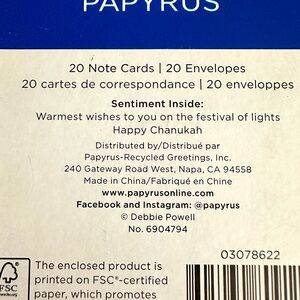 PAPYRUS
20 Note Cards | 20 Envelopes
20 cartes de correspondance | 20 enveloppes
Sentiment Inside:
Warmest wishes to you on the festival of lights
Happy Chanukah
Distributed by/Distribué par
Papyrus-Recycled Greetings, Inc.
240 Gateway Road West, Napa, CA 94558
Made in China/Fabriqué en Chine
www.papyrusonline.com
Facebook and Instagram: @papyrus
© Debbie Powell
No. 6904794
03078622
FSC
The enclosed product is
printed on FSC®-certified
paper, which promotes